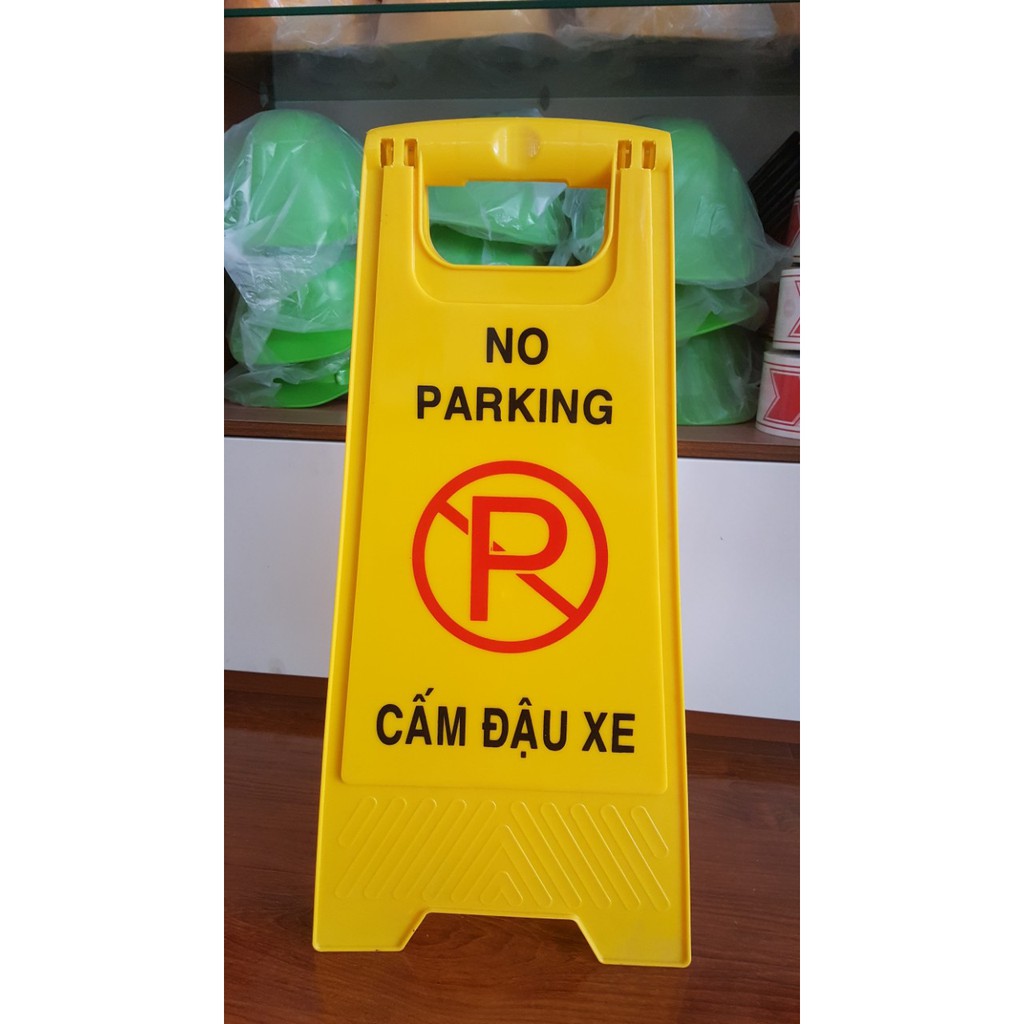 NO
PARKING
P
CẤM ĐẬU XE